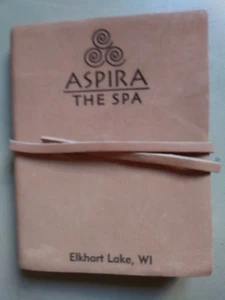 ASPIRA
THE SPA
Elkhart Lake, WI